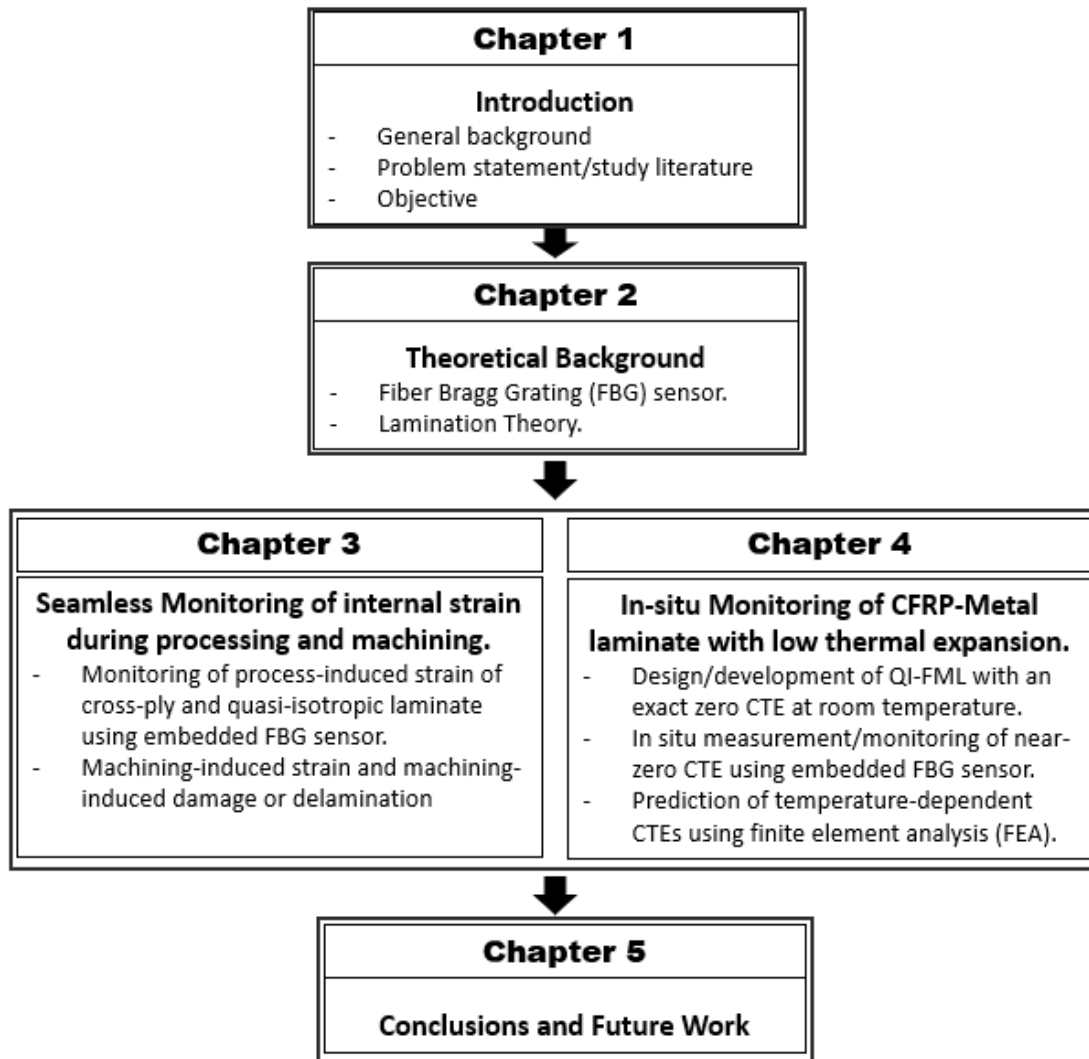 Chapter 1
Introduction
- General background
- Problem statement/study literature
- Objective
Chapter 2
Theoretical Background
- Fiber Bragg Grating (FBG) sensor.
- Lamination Theory.
Chapter 3
Seamless Monitoring of internal strain
during processing and machining.
- Monitoring of process-induced strain of
cross-ply and quasi-isotropic laminate
using embedded FBG sensor.
- Machining-induced strain and machining-
induced damage or delamination
Chapter 4
In-situ Monitoring of CFRP-Metal
laminate with low thermal expansion.
- Design/development of QI-FML with an
exact zero CTE at room temperature.
- In situ measurement/monitoring of near-
zero CTE using embedded FBG sensor.
- Prediction of temperature-dependent
CTEs using finite element analysis (FEA).
Chapter 5
Conclusions and Future Work